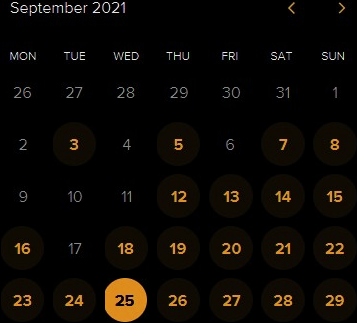 September 2021
MON TUE WED THU FRI SAT SUN
26 27 28 29 30 31 1
2 3 4 5 6 7 8
9 10 11 12 13 14 15
16 17 18 19 20 21 22
23 24 25 26 27 28 29